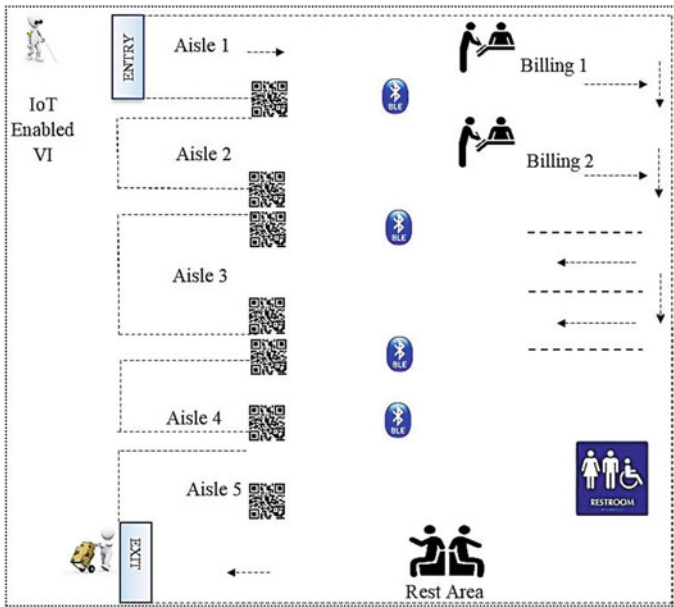 ENTRY
Aisle 1
Billing 1
IoT
Enabled
VI
BLE
Aisle 2
Billing 2
BLE
Aisle 3
BLE
Aisle 4
BLE
Aisle 5
RESTROOM
EXIT
Rest Area